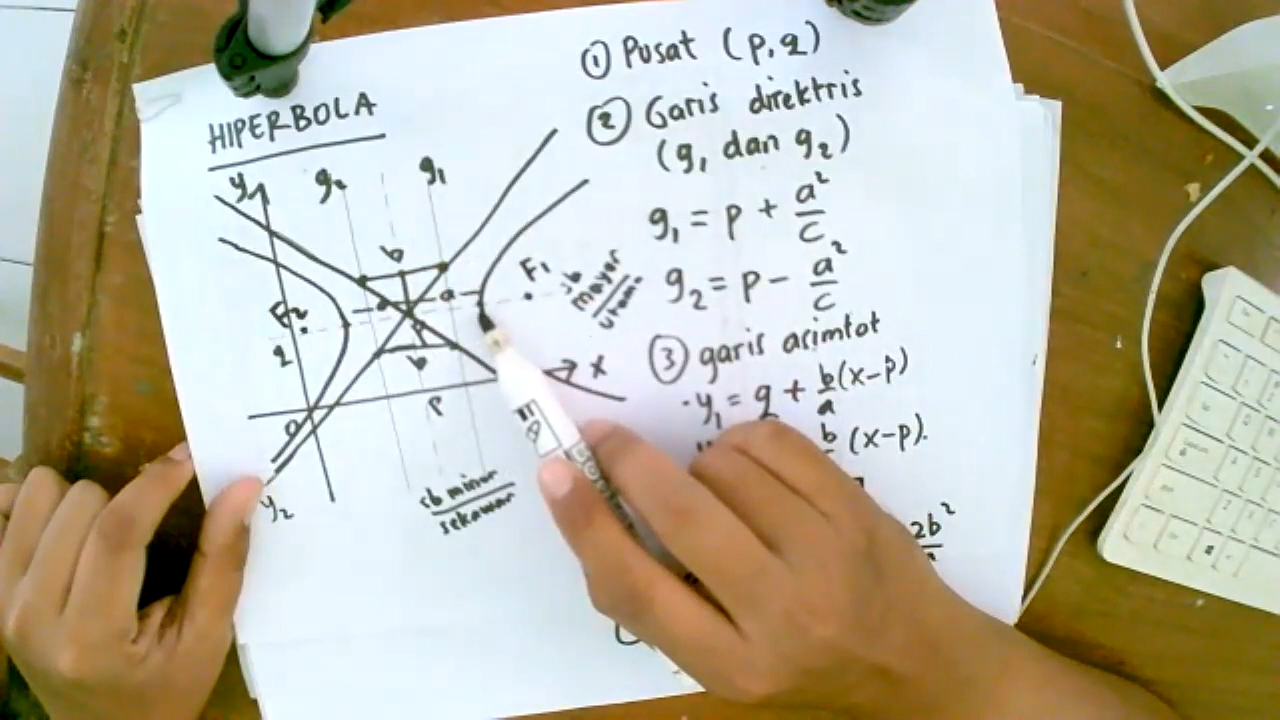 HIPERBOLA
y₁
g₂
g₁
b
a
F₁
sb
mayor
utama
F₂
q
P
b
x
P
0
y₂
sb minor
sekawan
① Pusat (p, q)
② Garis direktris
(g₁ dan g₂)
g₁ = p + a²/c
g₂ = p - a²/c
③ garis asimtot
· y₁ = q + b/a (x-p)
b (x-p).
2b²